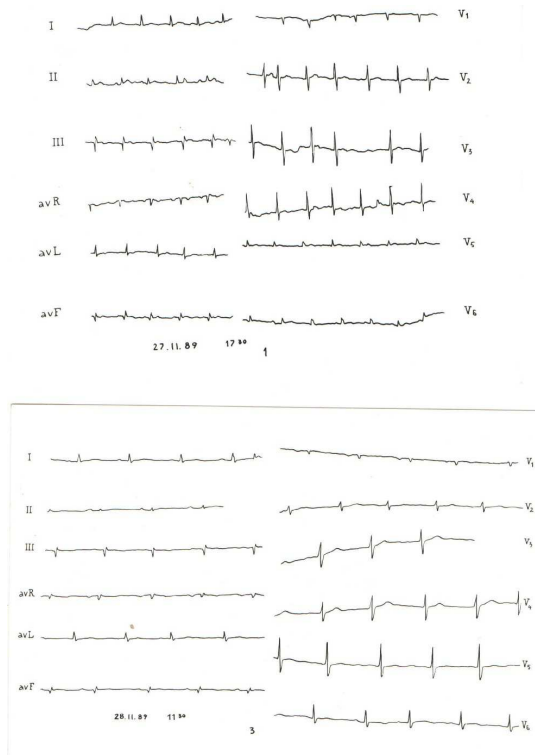 I
II
III
avR
avL
avF
V1
V2
V3
V4
V5
V6
27.11.89 17 30
1
I
II
III
avR
avL
avF
V1
V2
V3
V4
V5
V6
28.11.89 11 30
3